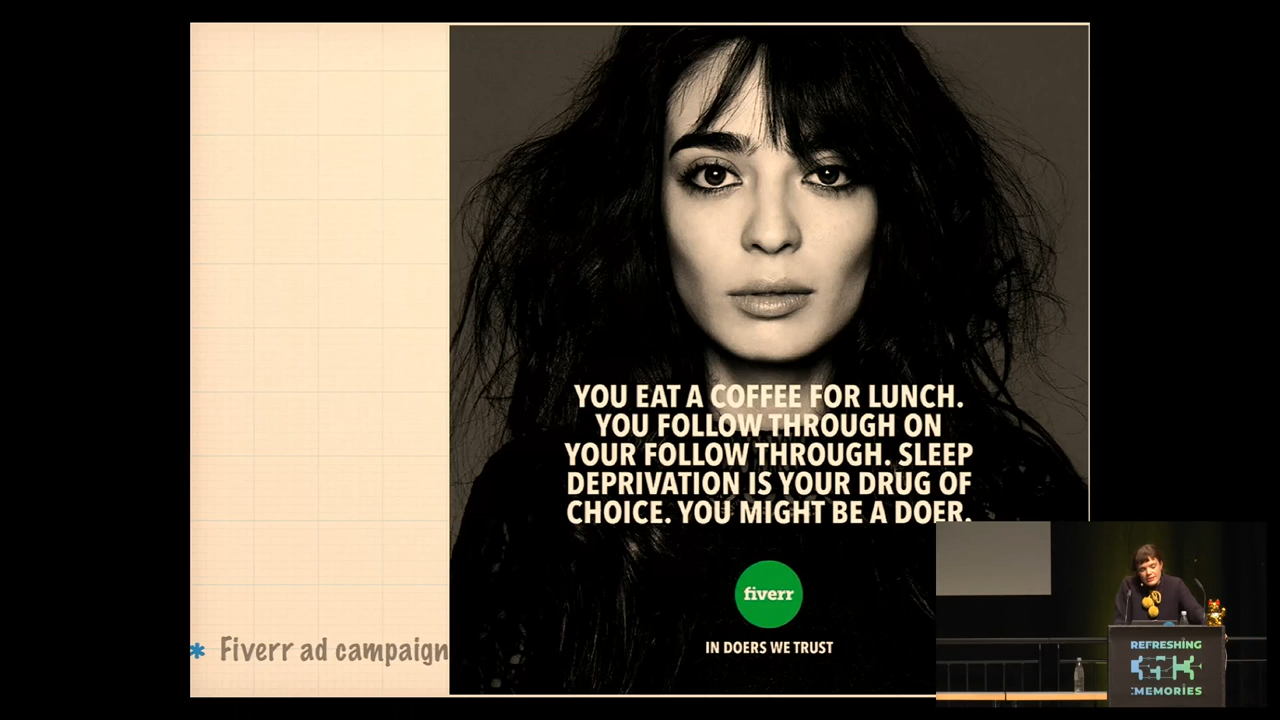 YOU EAT A COFFEE FOR LUNCH.
YOU FOLLOW THROUGH ON
YOUR FOLLOW THROUGH. SLEEP
DEPRIVATION IS YOUR DRUG OF
CHOICE. YOU MIGHT BE A DOER.
fiverr
IN DOERS WE TRUST
* Fiverr ad campaign
REFRESHING
:MEMORIES